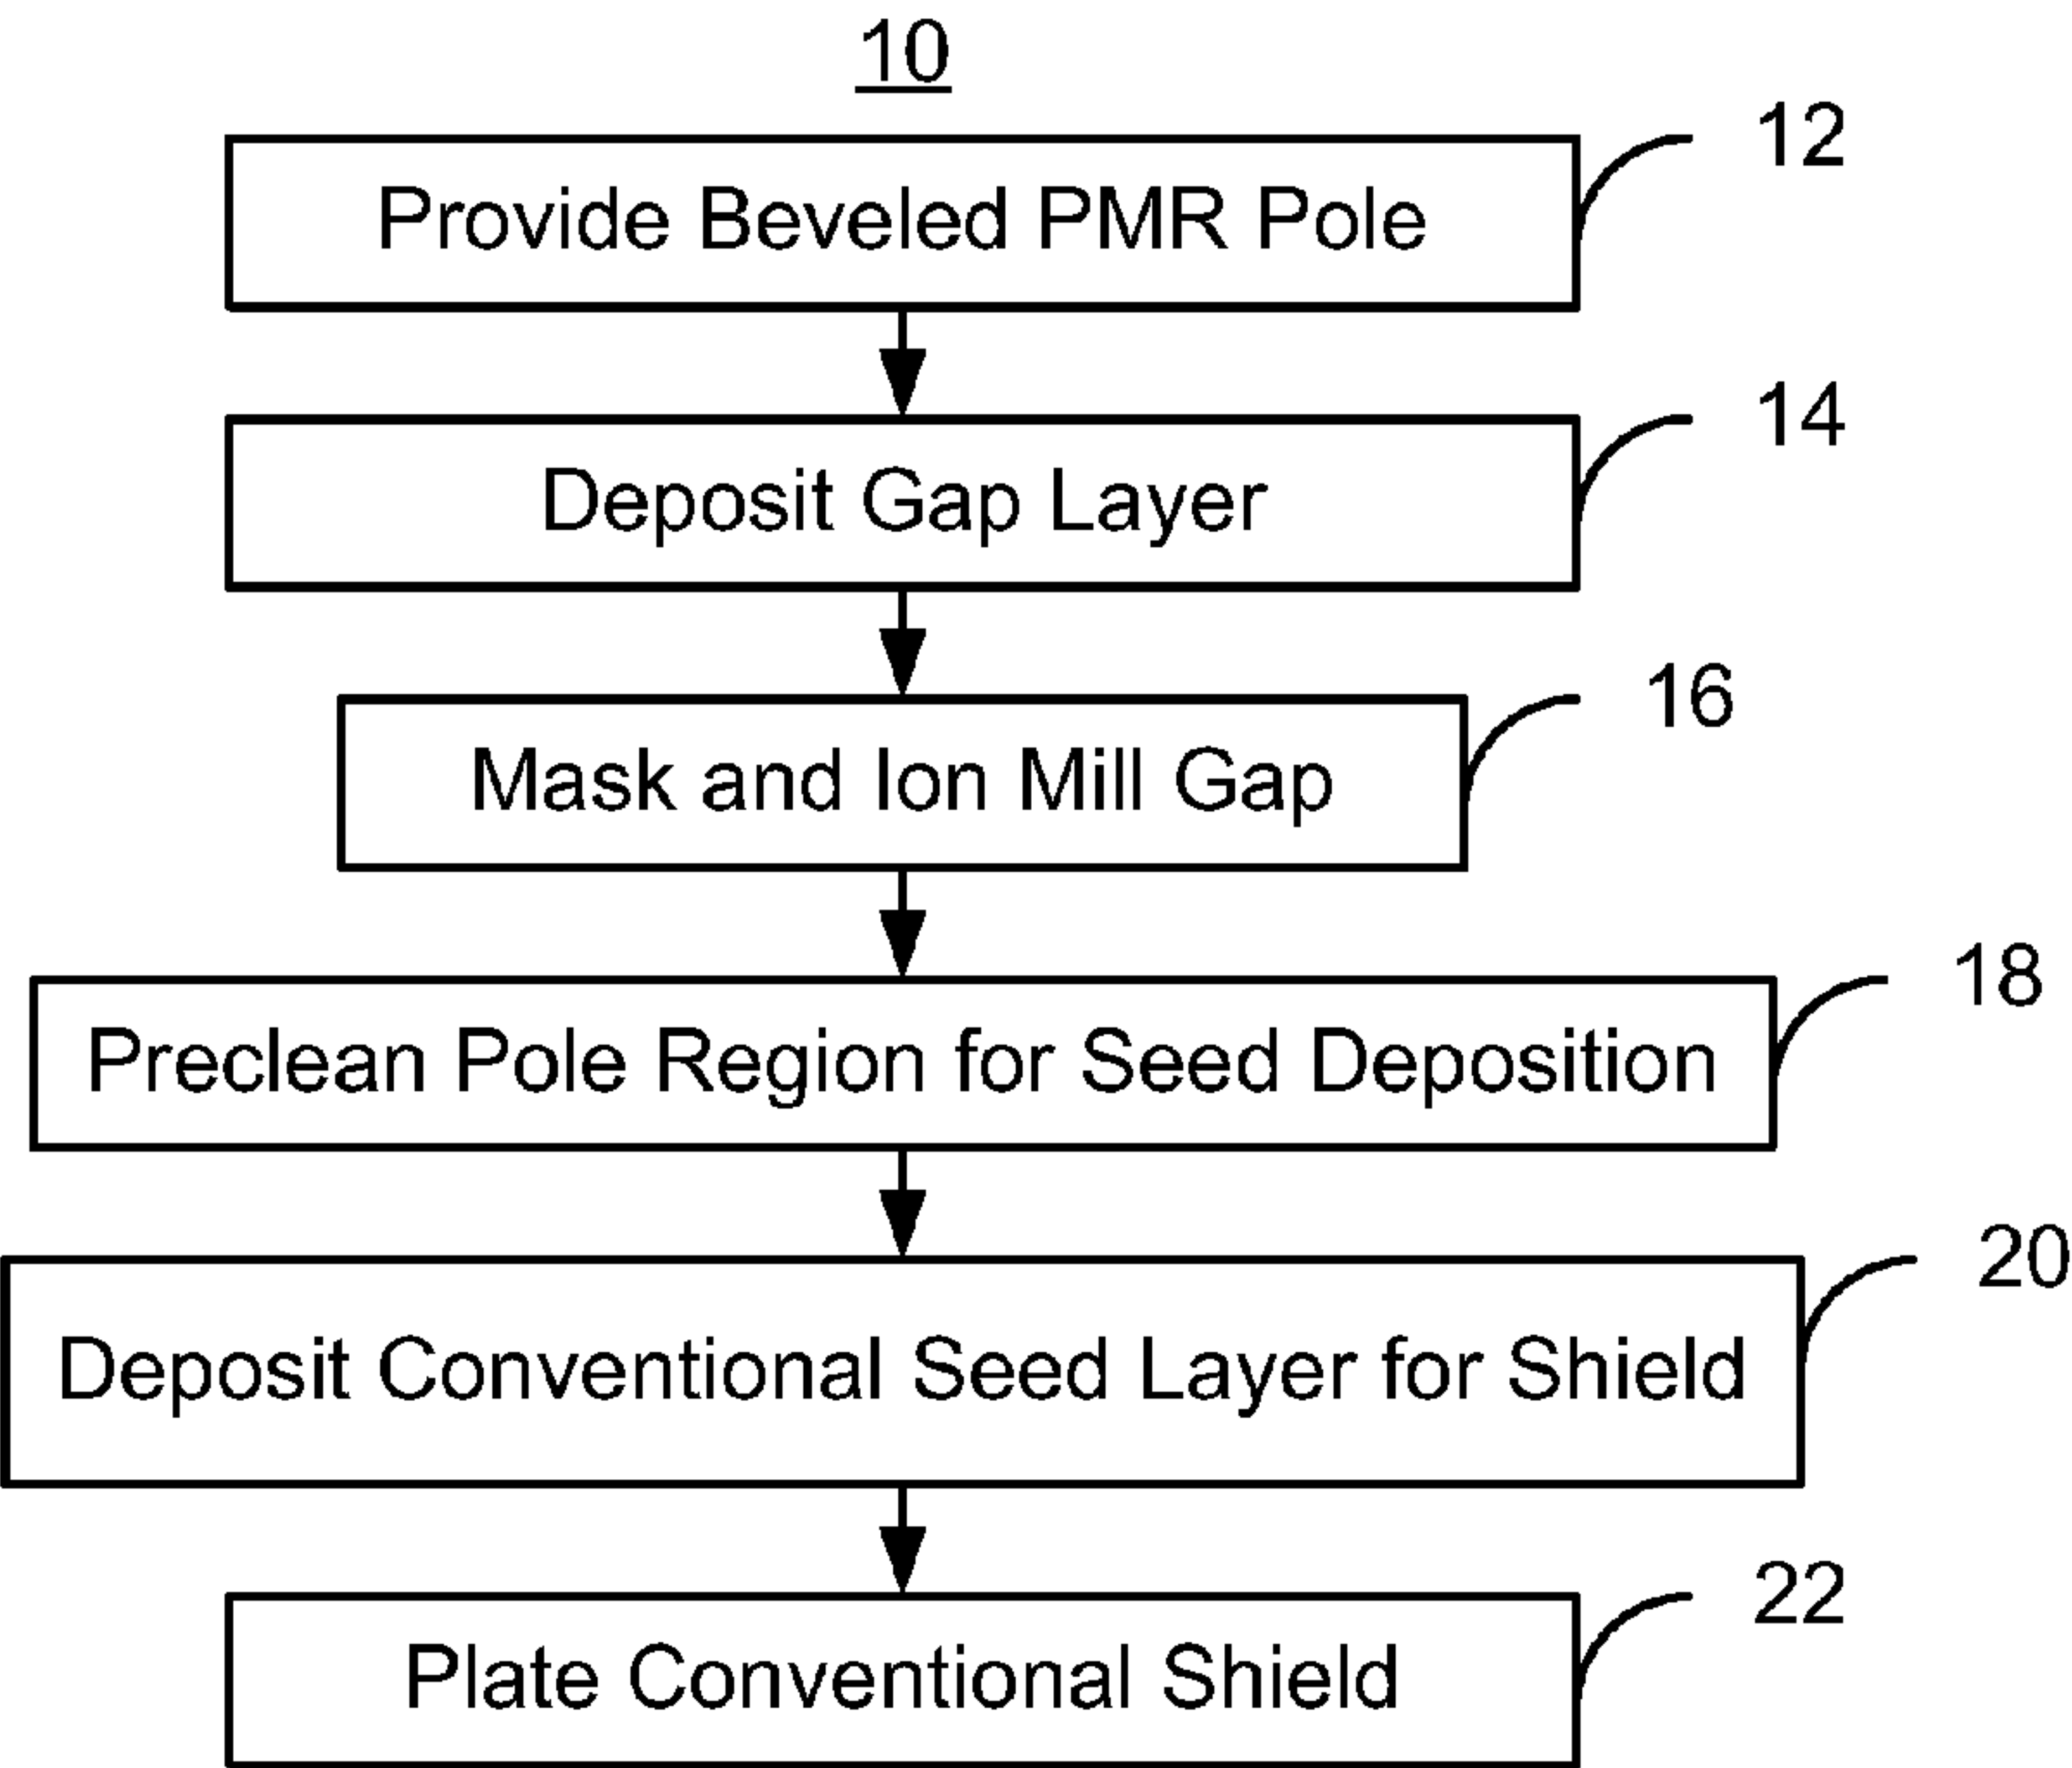 10
12
Provide Beveled PMR Pole
14
Deposit Gap Layer
16
Mask and Ion Mill Gap
18
Preclean Pole Region for Seed Deposition
20
Deposit Conventional Seed Layer for Shield
22
Plate Conventional Shield